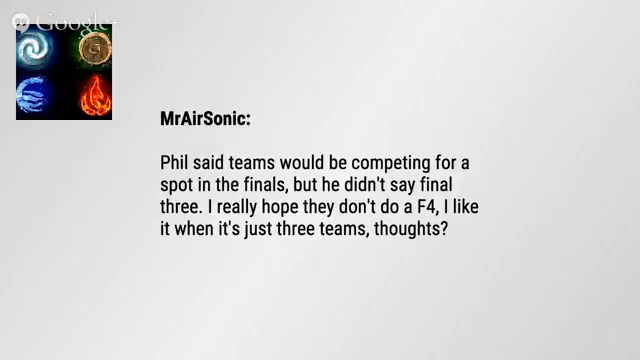 Google+
MrAirSonic:
Phil said teams would be competing for a
spot in the finals, but he didn't say final
three. I really hope they don't do a F4, I like
it when it's just three teams, thoughts?